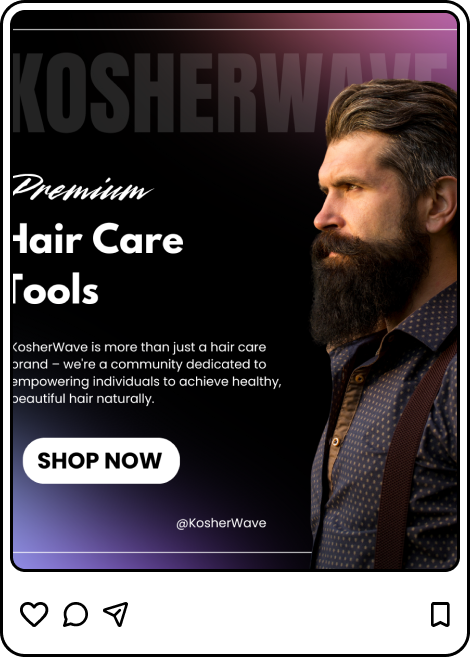 KOSHERWAVE
Premium
Hair Care
Tools
KosherWave is more than just a hair care
brand – we're a community dedicated to
empowering individuals to achieve healthy,
beautiful hair naturally.
SHOP NOW
@KosherWave